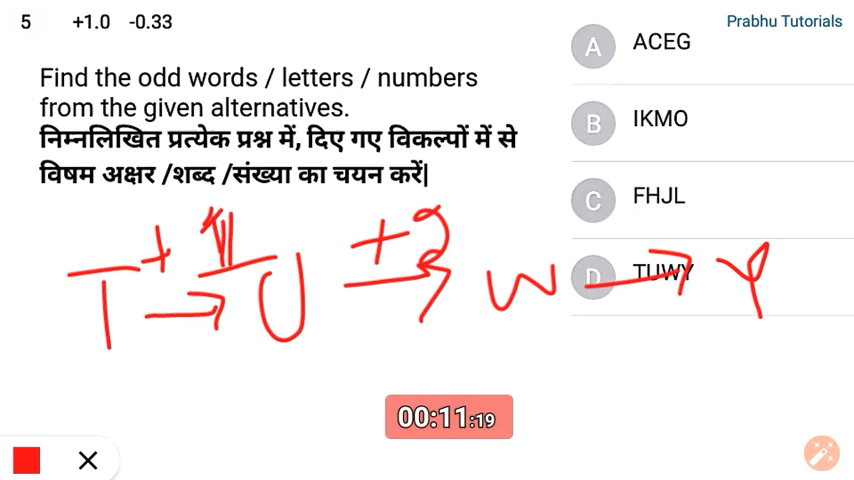 5 +1.0 -0.33
Prabhu Tutorials
Find the odd words / letters / numbers
from the given alternatives.
निम्नलिखित प्रत्येक प्रश्न में, दिए गए विकल्पों में से
विषम अक्षर /शब्द /संख्या का चयन करें|
A ACEG
B IKMO
C FHJL
D TUWY
T +1 → U +2 → W → Y
00:11:19